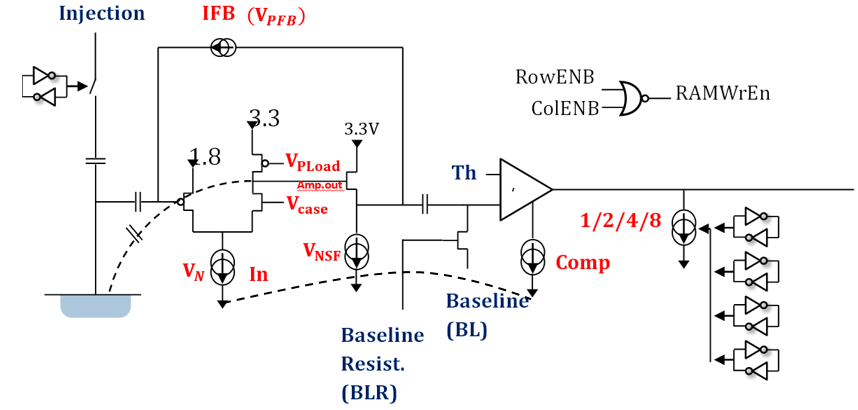 Injection
IFB (VPFB)
RowENB
ColENB
RAMWrEn
3.3
3.3V
1.8
VPLoad
Amp.out
Vcase
Th
1/2/4/8
VN
In
VNSF
Comp
Baseline
(BL)
Baseline
Resist.
(BLR)